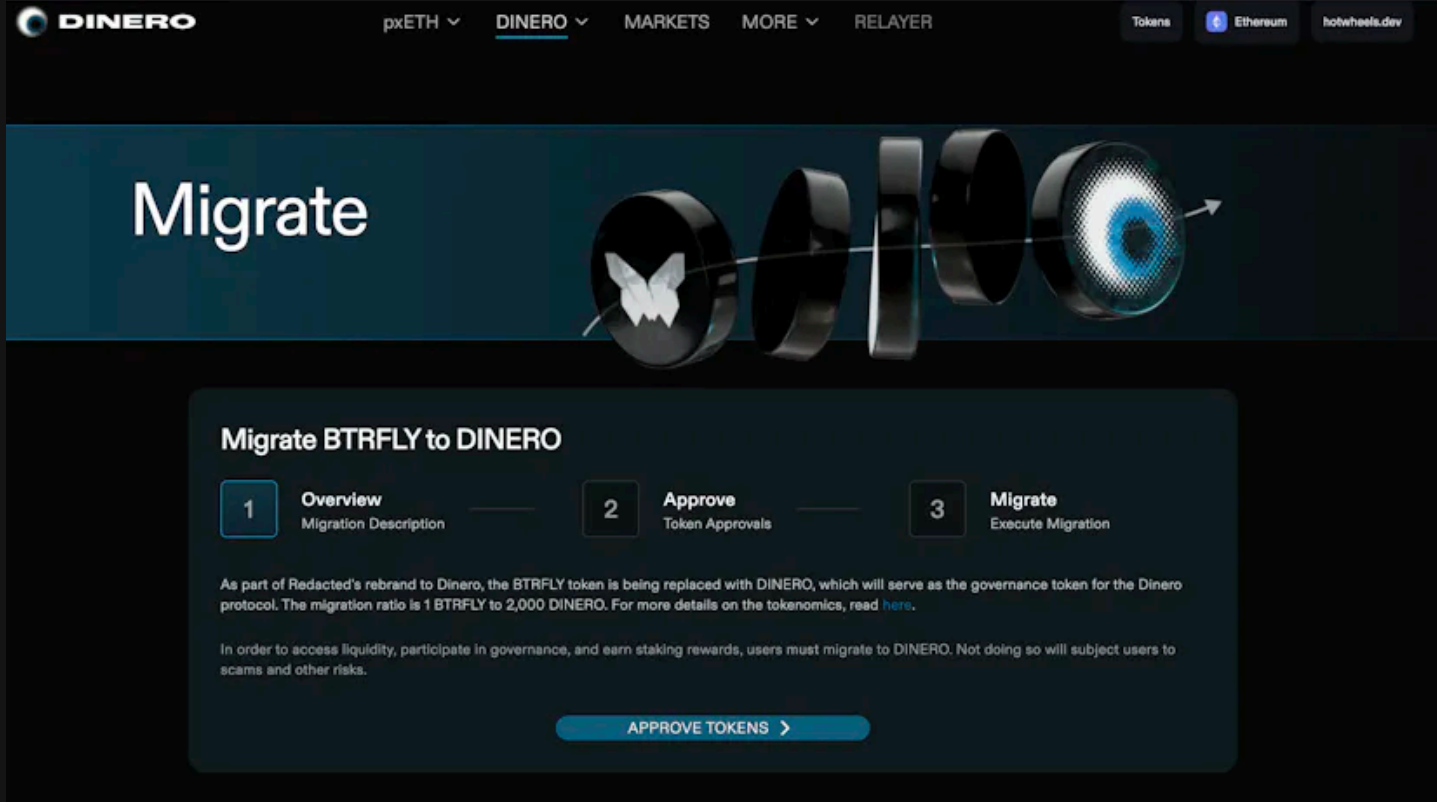 DINERO
pxETH
DINERO
MARKETS
MORE
RELAYER
Tokens
Ethereum
hotwheels.dev
Migrate
Migrate BTRFLY to DINERO
1
Overview
Migration Description
2
Approve
Token Approvals
3
Migrate
Execute Migration
As part of Redacted's rebrand to Dinero, the BTRFLY token is being replaced with DINERO, which will serve as the governance token for the Dinero
protocol. The migration ratio is 1 BTRFLY to 2,000 DINERO. For more details on the tokenomics, read here.
In order to access liquidity, participate in governance, and earn staking rewards, users must migrate to DINERO. Not doing so will subject users to
scams and other risks.
APPROVE TOKENS